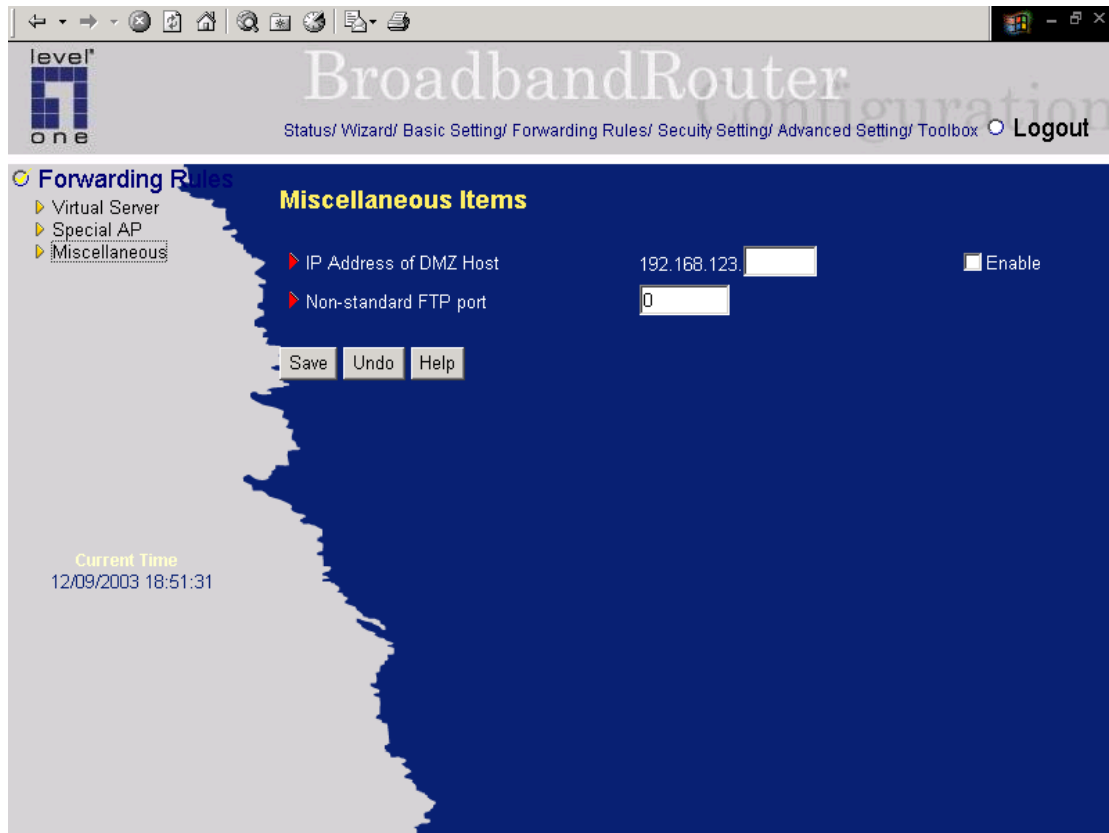 level
one
BroadbandRouter
Configuration
Status/ Wizard/ Basic Setting/ Forwarding Rules/ Secuity Setting/ Advanced Setting/ Toolbox Logout
Forwarding Rules
Virtual Server
Special AP
Miscellaneous
Miscellaneous Items
IP Address of DMZ Host 192.168.123. Enable
Non-standard FTP port 0
Save Undo Help
Current Time
12/09/2003 18:51:31